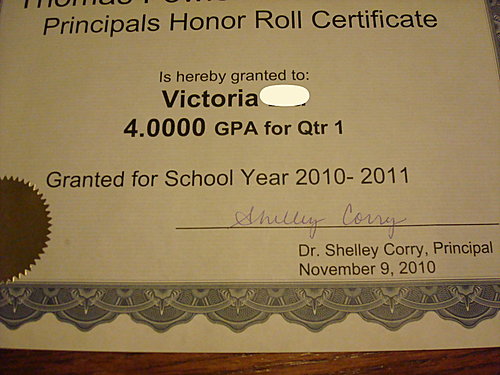 Thomas
Principals Honor Roll Certificate
Is hereby granted to:
Victoria
4.0000 GPA for Qtr 1
Granted for School Year 2010- 2011
Shelley Corry
Dr. Shelley Corry, Principal
November 9, 2010